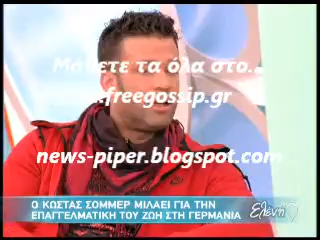 Μάθετε τα όλα στο...
freegossip.gr
news-piper.blogspot.com
Ο ΚΩΣΤΑΣ ΣΟΜΜΕΡ ΜΙΛΑΕΙ ΓΙΑ ΤΗΝ
ΕΠΑΓΓΕΛΜΑΤΙΚΗ ΤΟΥ ΖΩΗ ΣΤΗ ΓΕΡΜΑΝΙΑ
Ελένη